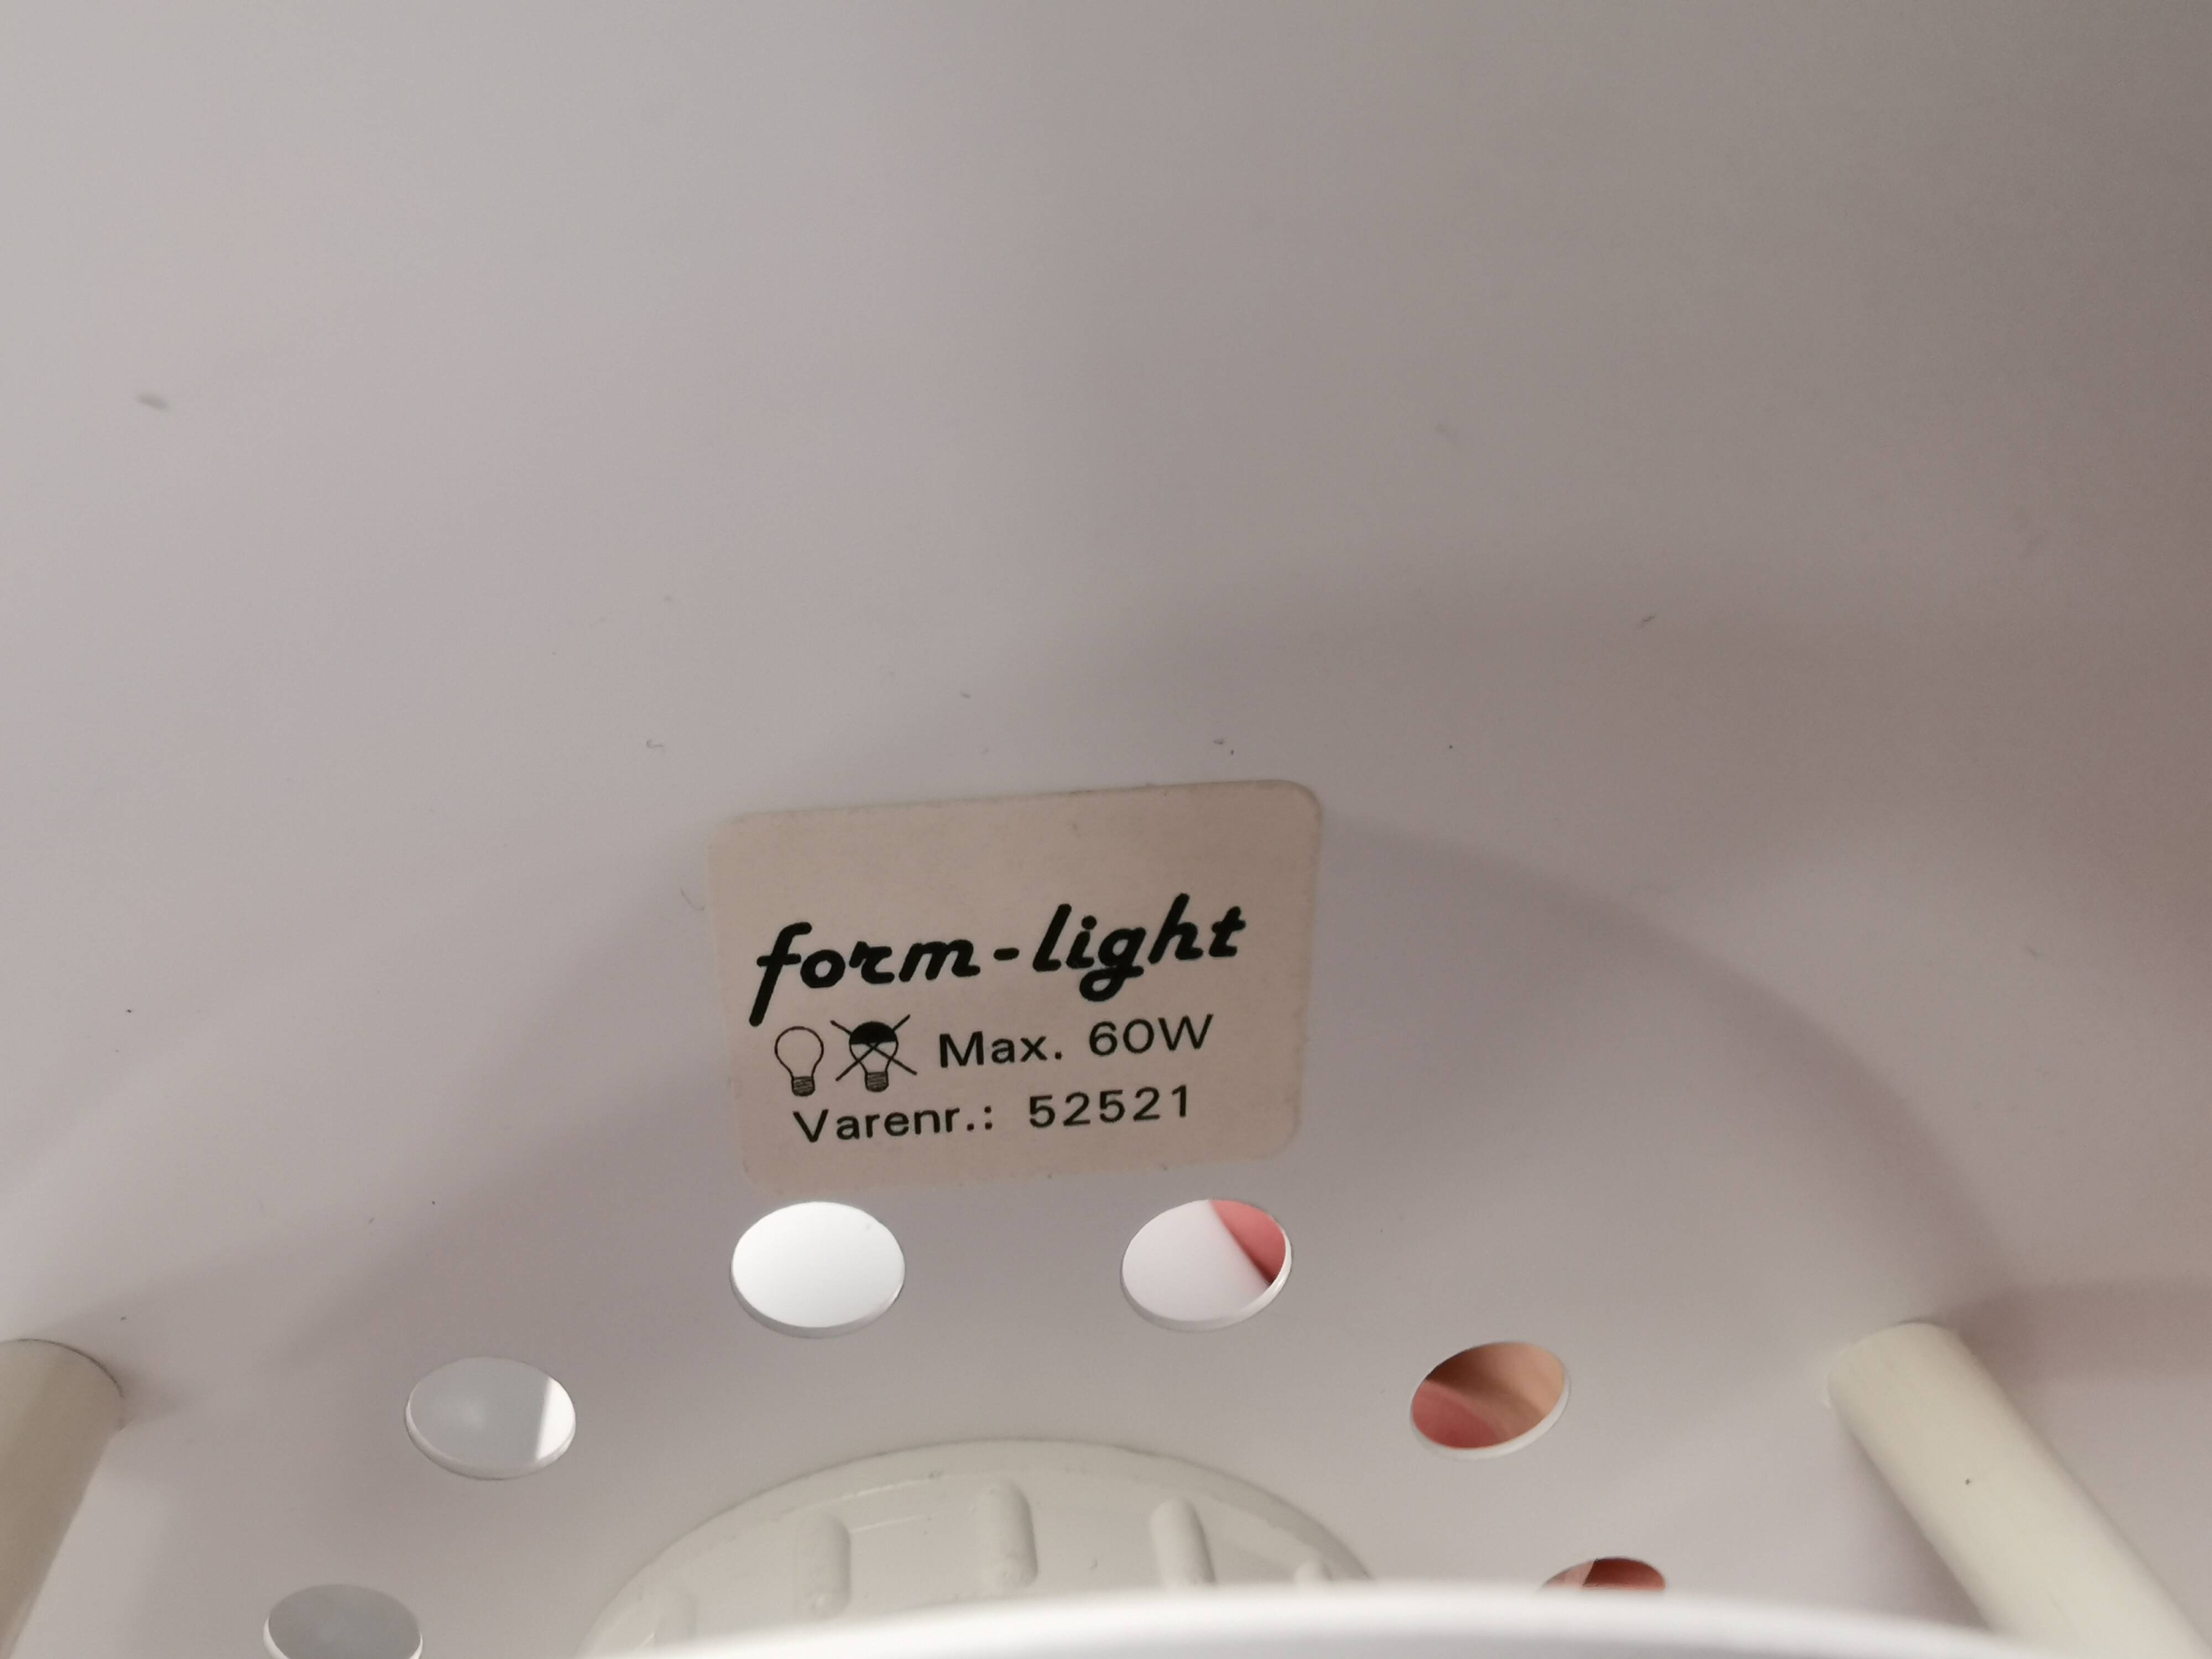 form-light
Max. 60W
Varenr.: 52521